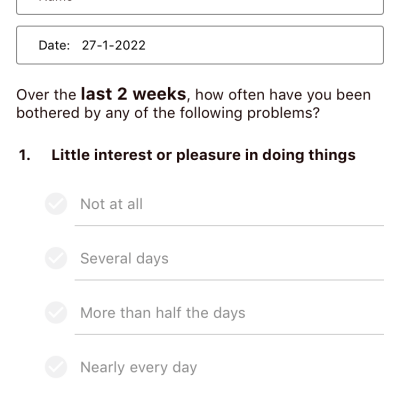 Date: 27-1-2022
Over the last 2 weeks, how often have you been
bothered by any of the following problems?
1. Little interest or pleasure in doing things
Not at all
Several days
More than half the days
Nearly every day